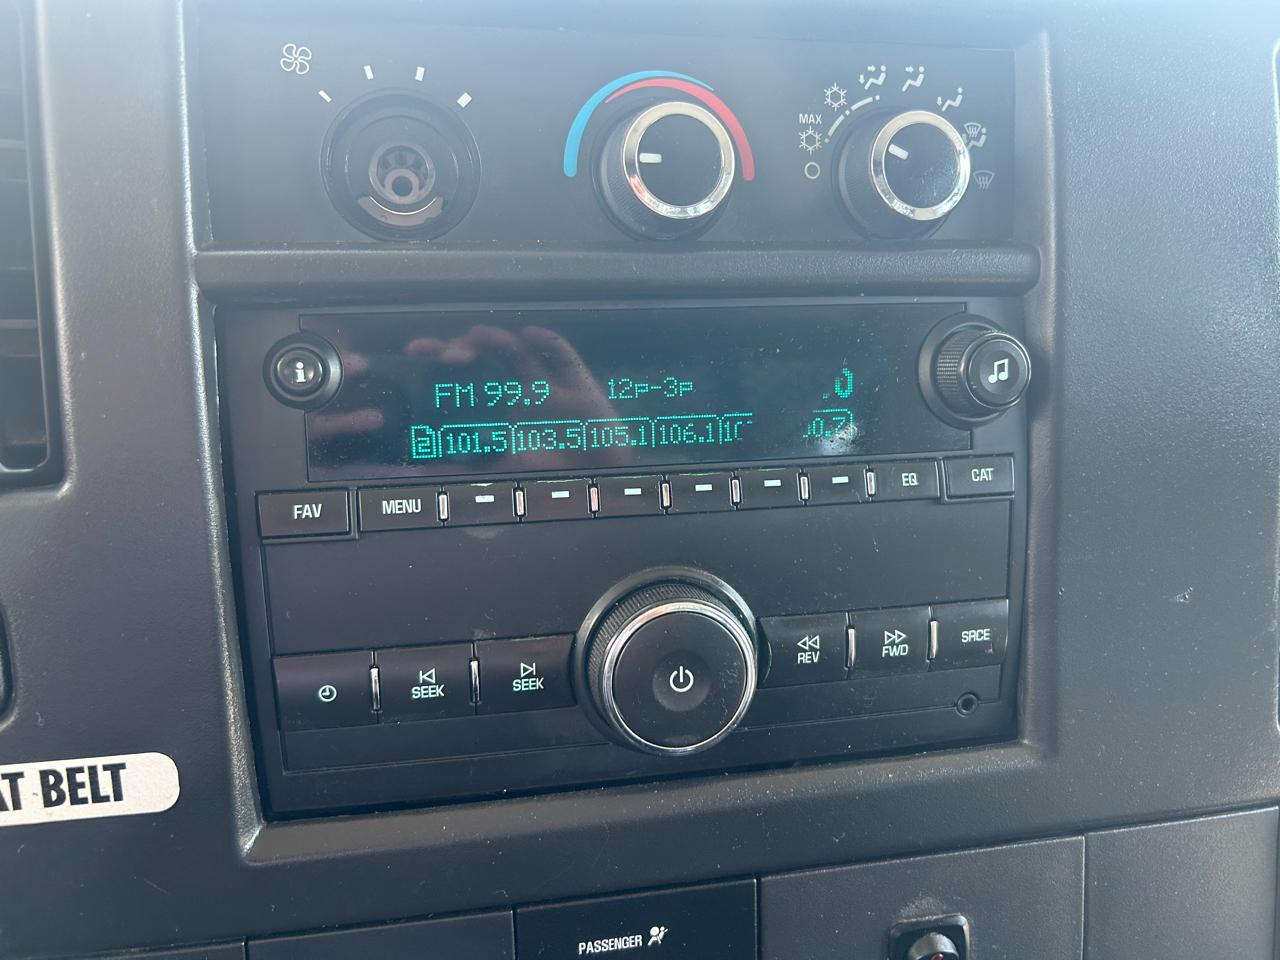 MAX
FM 99.9 12p-3p
2 101.5 103.5 105.1 106.1
FAV MENU EQ CAT
SEEK SEEK REV FWD SRCE
AT BELT
PASSENGER